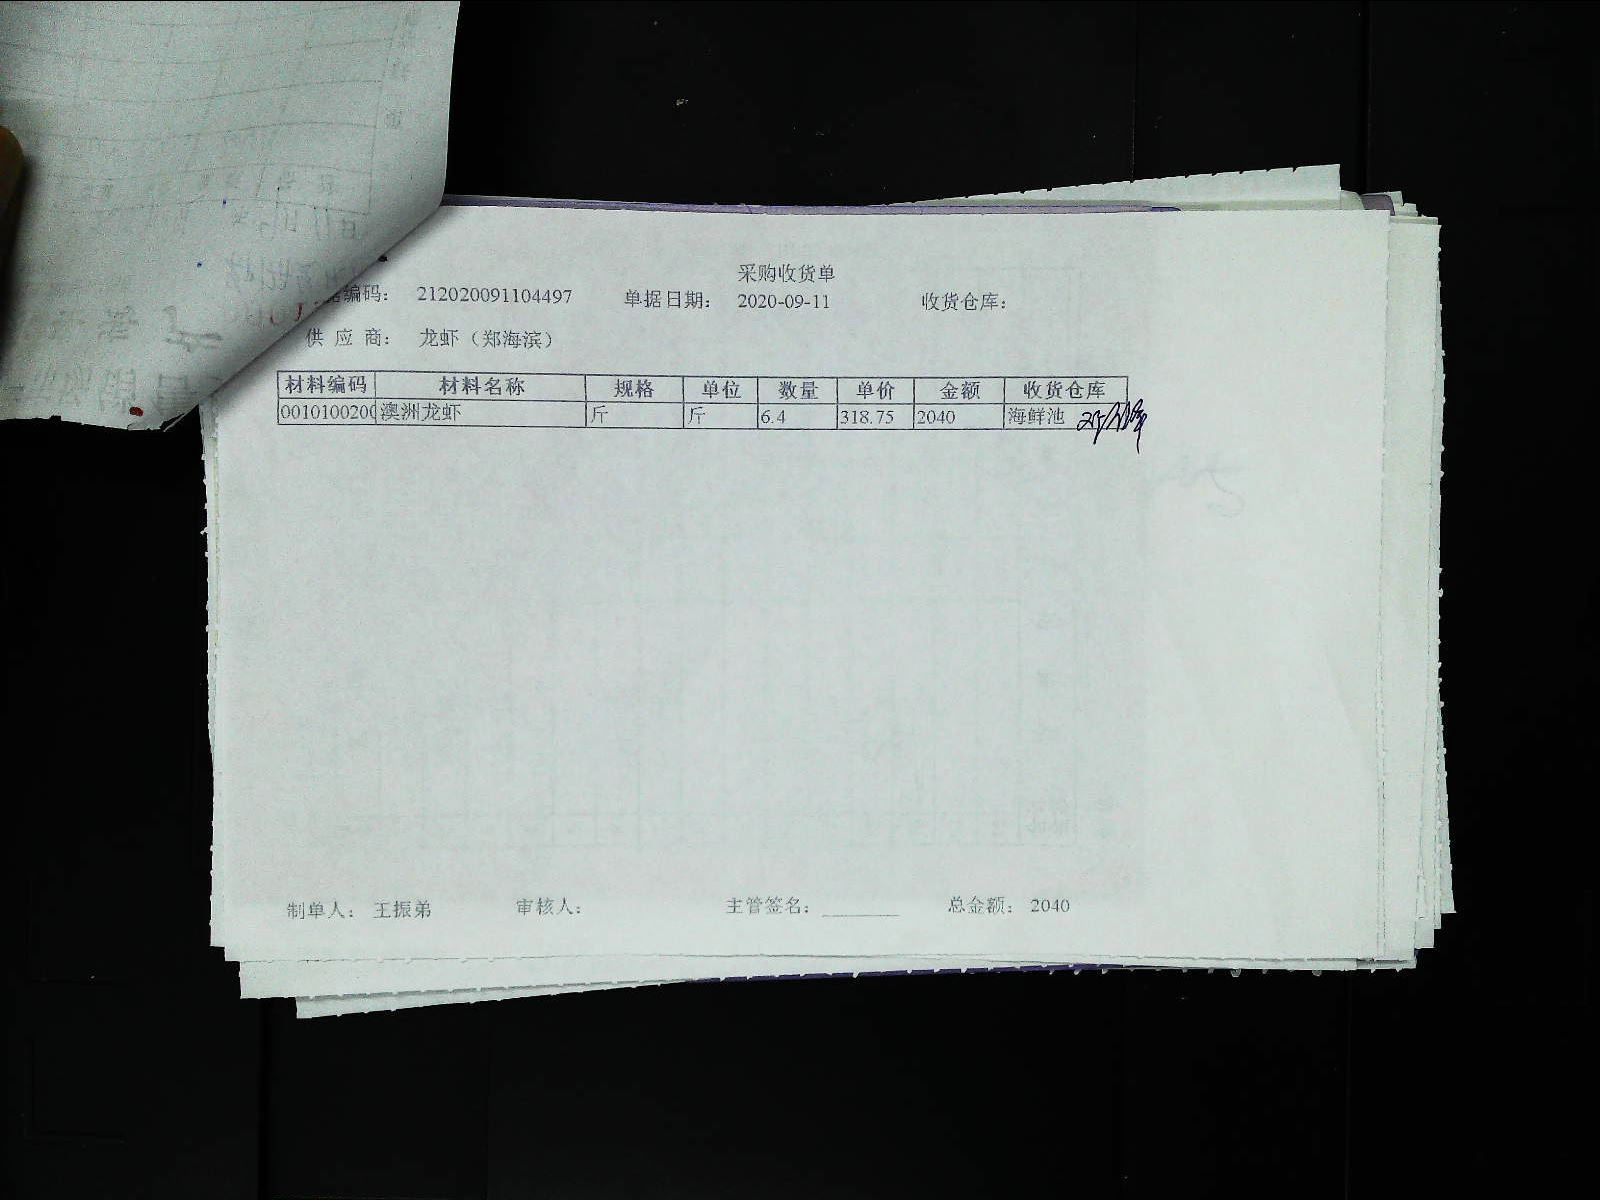 采购收货单
编码： 212020091104497 单据日期： 2020-09-11 收货仓库：
供应商： 龙虾（郑海滨）
材料编码 材料名称 规格 单位 数量 单价 金额 收货仓库
001010020 澳洲龙虾 斤 斤 6.4 318.75 2040 海鲜池
制单人： 王振弟 审核人： 主管签名： ________ 总金额： 2040